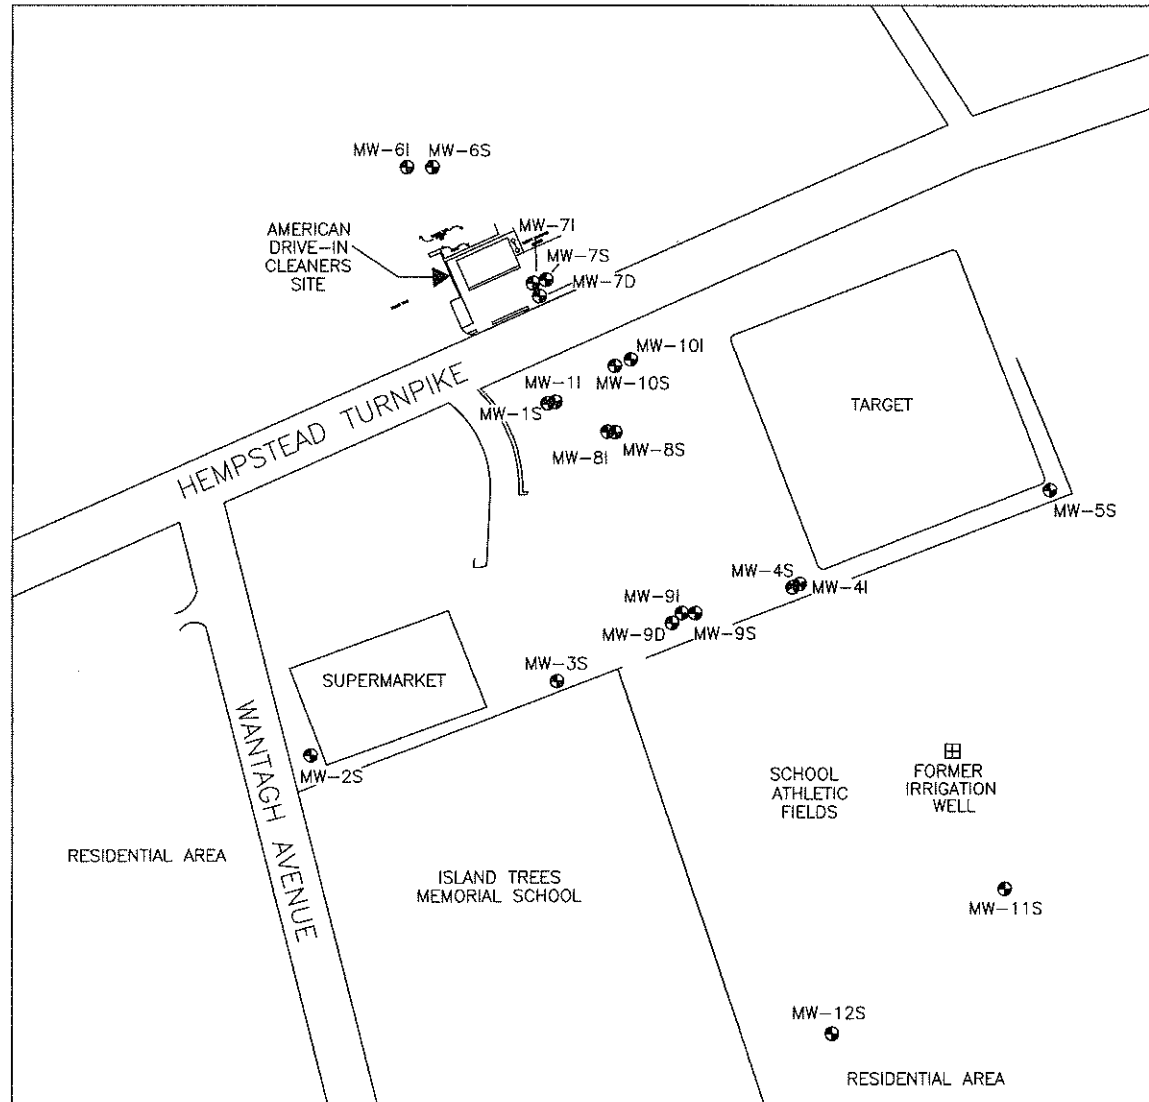 MW-6I
MW-6S
AMERICAN
DRIVE-IN
CLEANERS
SITE
MW-7I
MW-7S
MW-7D
MW-10I
MW-10S
MW-1I
MW-1S
MW-8I
MW-8S
HEMPSTEAD TURNPIKE
TARGET
MW-5S
MW-4S
MW-4I
MW-9I
MW-9D
MW-9S
MW-3S
SUPERMARKET
MW-2S
WANTAGH AVENUE
RESIDENTIAL AREA
ISLAND TREES
MEMORIAL SCHOOL
SCHOOL
ATHLETIC
FIELDS
FORMER
IRRIGATION
WELL
MW-11S
MW-12S
RESIDENTIAL AREA